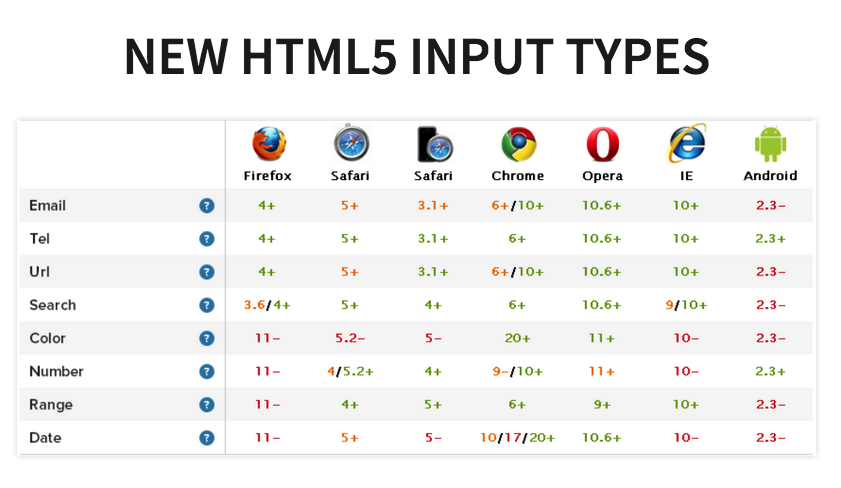 NEW HTML5 INPUT TYPES
Firefox Safari Safari Chrome Opera IE Android
Email ? 4+ 5+ 3.1+ 6+/10+ 10.6+ 10+ 2.3–
Tel ? 4+ 5+ 3.1+ 6+ 10.6+ 10+ 2.3+
Url ? 4+ 5+ 3.1+ 6+/10+ 10.6+ 10+ 2.3–
Search ? 3.6/4+ 5+ 4+ 6+ 10.6+ 9/10+ 2.3–
Color ? 11– 5.2– 5– 20+ 11+ 10– 2.3–
Number ? 11– 4/5.2+ 4+ 9–/10+ 11+ 10– 2.3+
Range ? 11– 4+ 5+ 6+ 9+ 10+ 2.3–
Date ? 11– 5+ 5– 10/17/20+ 10.6+ 10– 2.3–